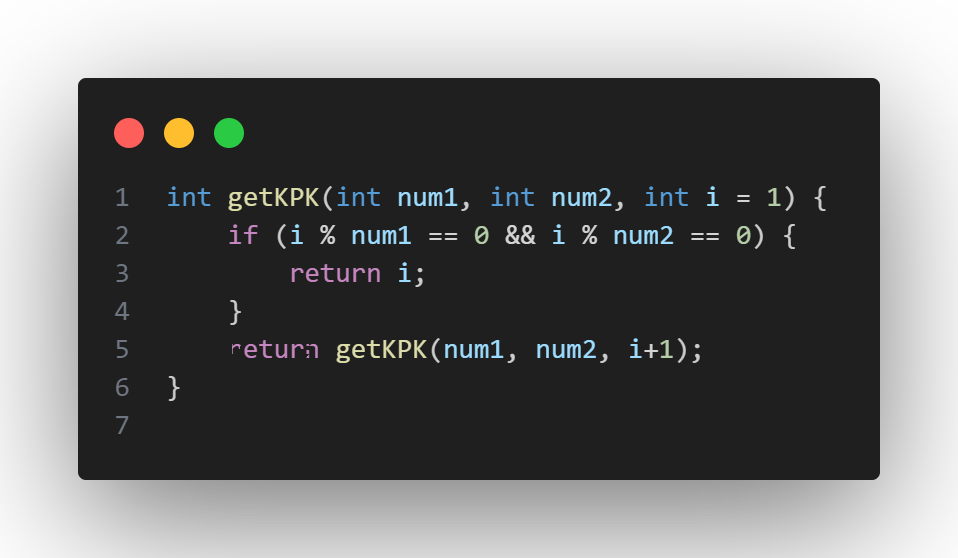 1 int getKPK(int num1, int num2, int i = 1) {
2     if (i % num1 == 0 && i % num2 == 0) {
3         return i;
4     }
5     return getKPK(num1, num2, i+1);
6 }
7